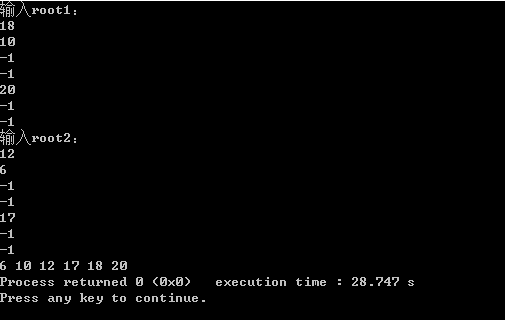 输入root1：
18
10
-1
-1
20
-1
-1
输入root2：
12
6
-1
-1
17
-1
-1
6 10 12 17 18 20
Process returned 0 (0x0)   execution time : 28.747 s
Press any key to continue.